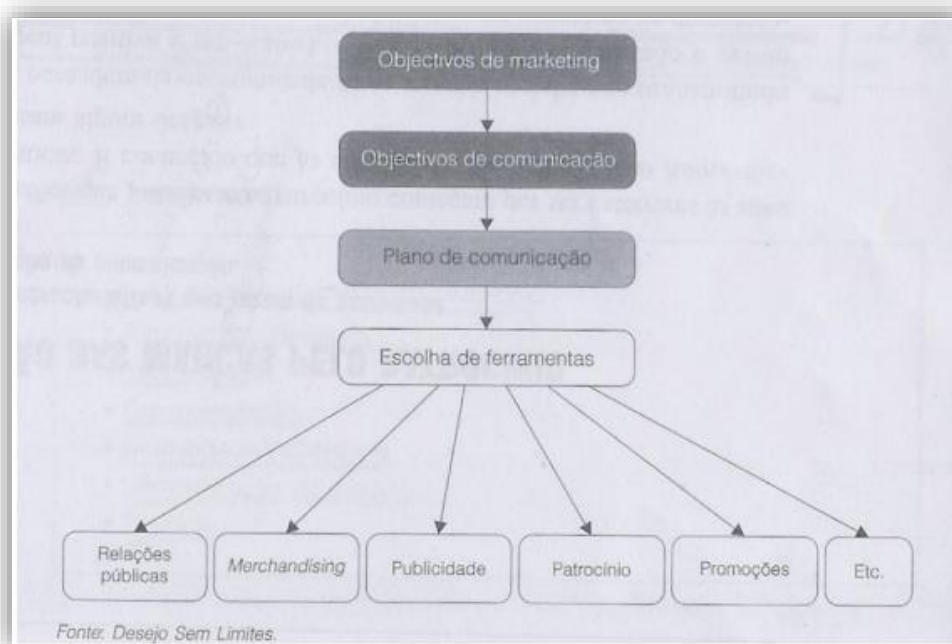 Objectivos de marketing
Objectivos de comunicação
Plano de comunicação
Escolha de ferramentas
Relações
públicas
Merchandising
Publicidade
Patrocínio
Promoções
Etc.
Fonte: Desejo Sem Limites.